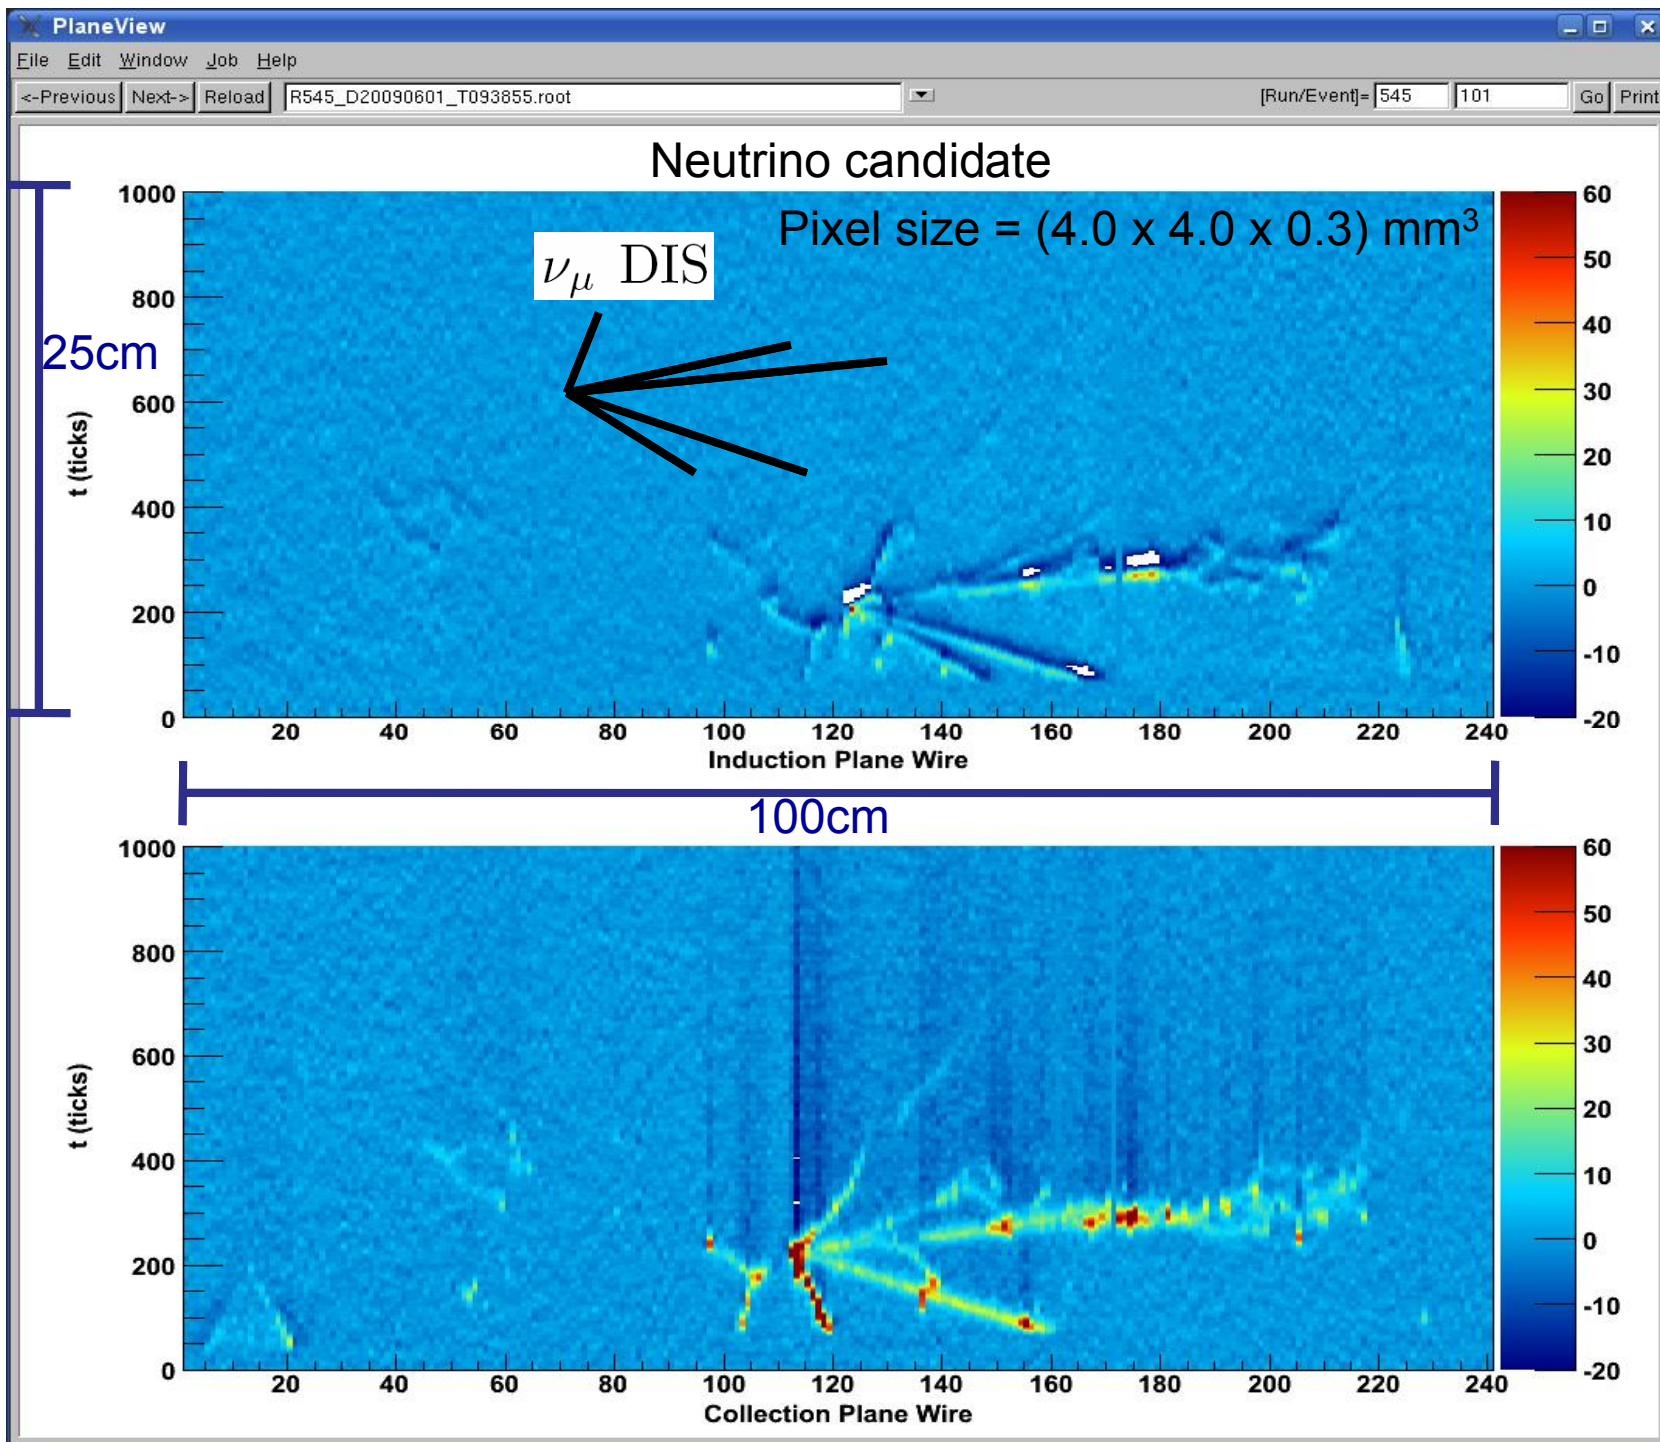 PlaneView
File Edit Window Job Help
<-Previous Next-> Reload R545_D20090601_T093855.root [Run/Event]= 545 101 Go Print
Neutrino candidate
Pixel size = (4.0 x 4.0 x 0.3) mm³
ν_μ DIS
25cm
t (ticks)
1000
800
600
400
200
0
20 40 60 80 100 120 140 160 180 200 220 240
Induction Plane Wire
60
50
40
30
20
10
0
-10
-20
100cm
t (ticks)
1000
800
600
400
200
0
20 40 60 80 100 120 140 160 180 200 220 240
Collection Plane Wire
60
50
40
30
20
10
0
-10
-20